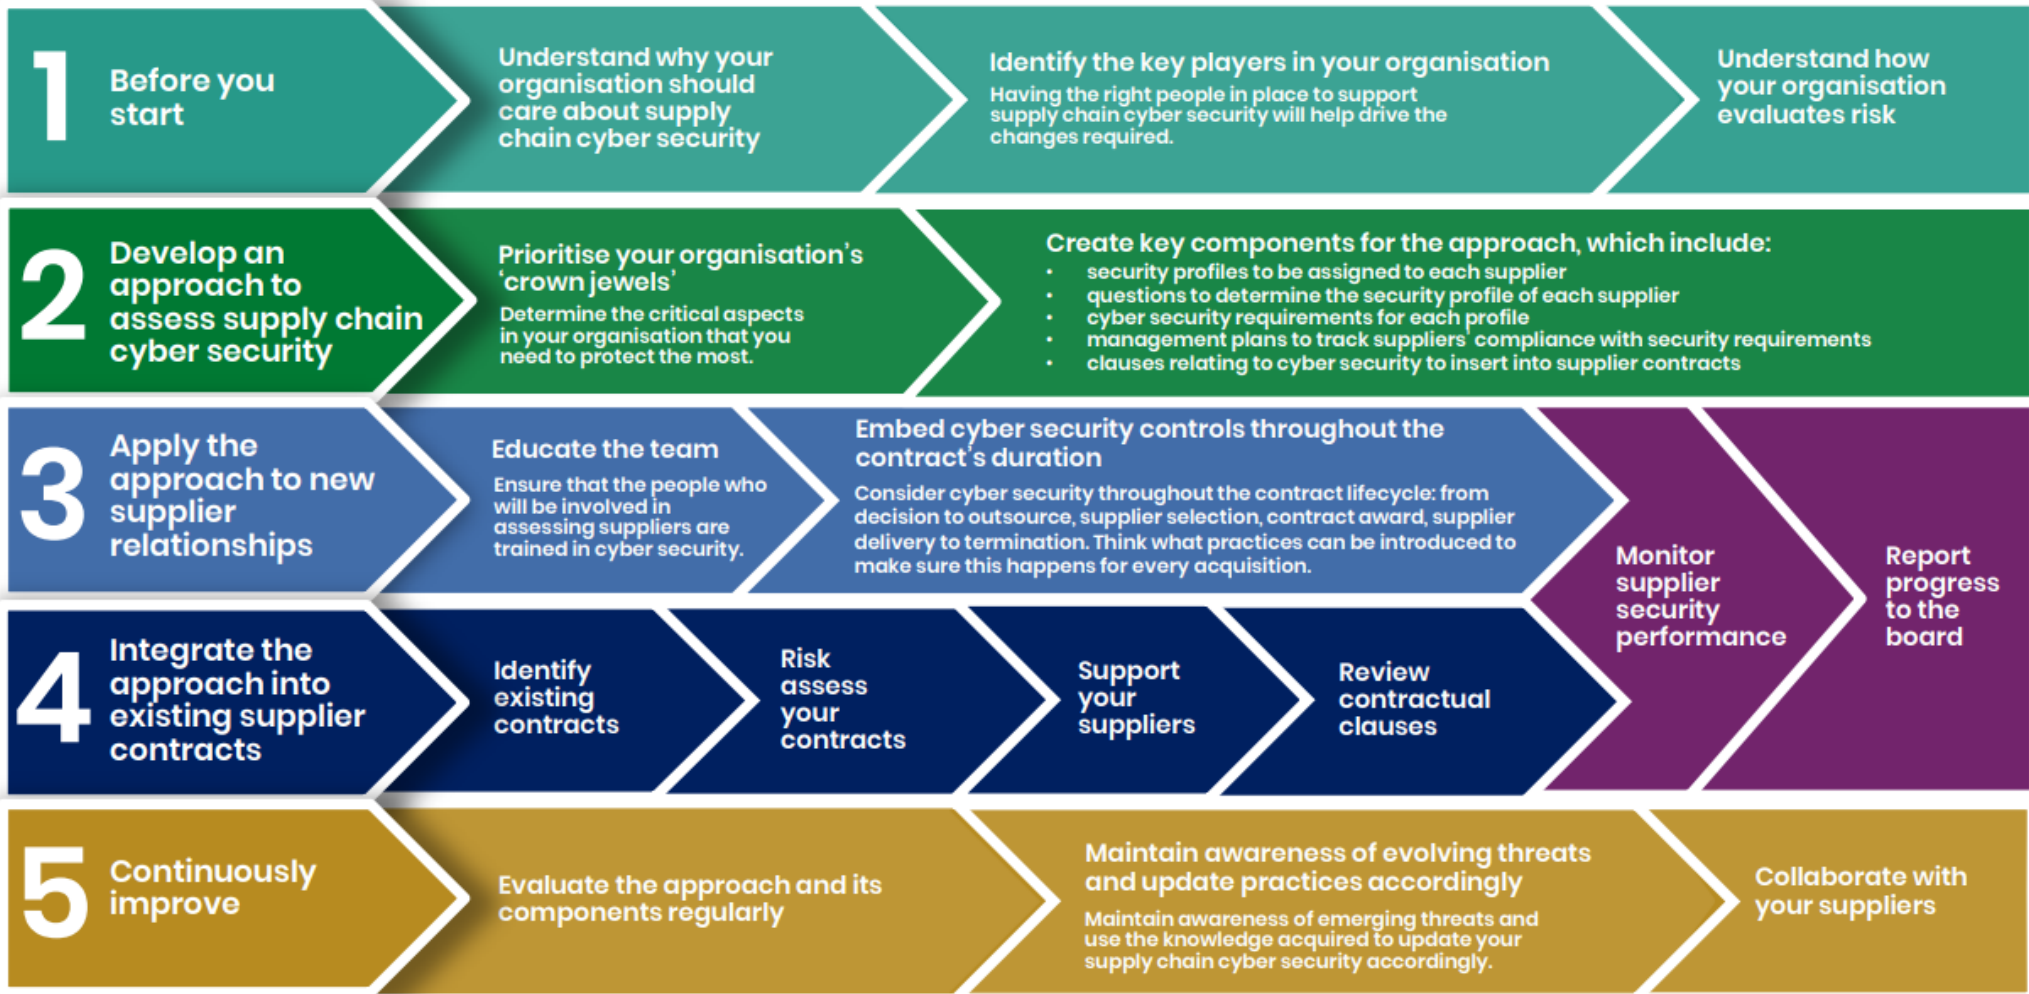 1
Before you
start
Understand why your
organisation should
care about supply
chain cyber security
Identify the key players in your organisation
Having the right people in place to support
supply chain cyber security will help drive the
changes required.
Understand how
your organisation
evaluates risk
2
Develop an
approach to
assess supply chain
cyber security
Prioritise your organisation's
'crown jewels'
Determine the critical aspects
in your organisation that you
need to protect the most.
Create key components for the approach, which include:
• security profiles to be assigned to each supplier
• questions to determine the security profile of each supplier
• cyber security requirements for each profile
• management plans to track suppliers' compliance with security requirements
• clauses relating to cyber security to insert into supplier contracts
3
Apply the
approach to new
supplier
relationships
Educate the team
Ensure that the people who
will be involved in
assessing suppliers are
trained in cyber security.
Embed cyber security controls throughout the
contract's duration
Consider cyber security throughout the contract lifecycle: from
decision to outsource, supplier selection, contract award, supplier
delivery to termination. Think what practices can be introduced to
make sure this happens for every acquisition.
4
Integrate the
approach into
existing supplier
contracts
Identify
existing
contracts
Risk
assess
your
contracts
Support
your
suppliers
Review
contractual
clauses
Monitor
supplier
security
performance
Report
progress
to the
board
5
Continuously
improve
Evaluate the approach and its
components regularly
Maintain awareness of evolving threats
and update practices accordingly
Maintain awareness of emerging threats and
use the knowledge acquired to update your
supply chain cyber security accordingly.
Collaborate with
your suppliers